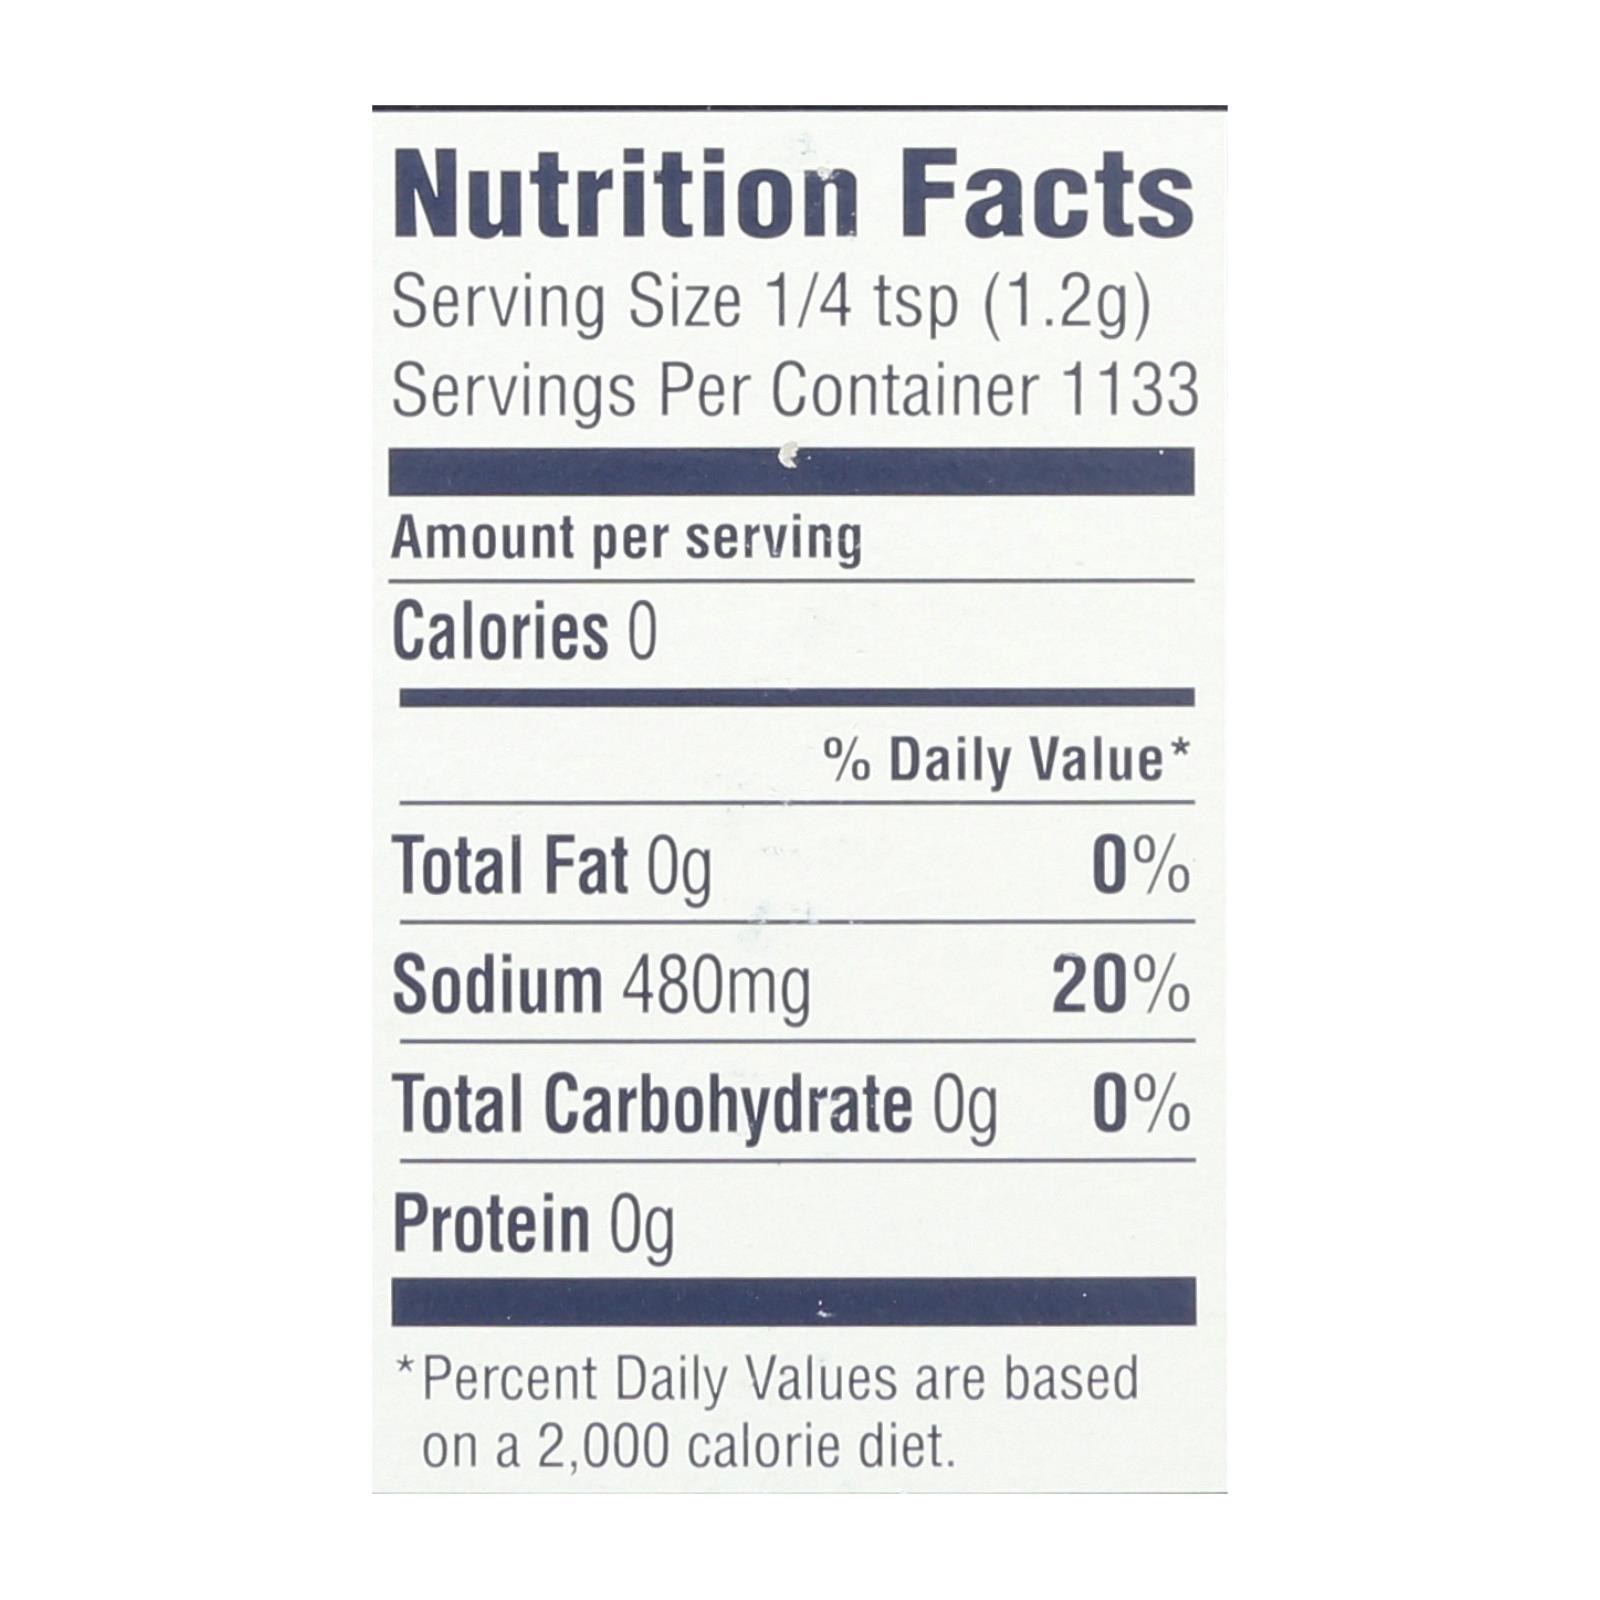 Nutrition Facts
Serving Size 1/4 tsp (1.2g)
Servings Per Container 1133
Amount per serving
Calories 0
% Daily Value*
Total Fat 0g 0%
Sodium 480mg 20%
Total Carbohydrate 0g 0%
Protein 0g
*Percent Daily Values are based
on a 2,000 calorie diet.